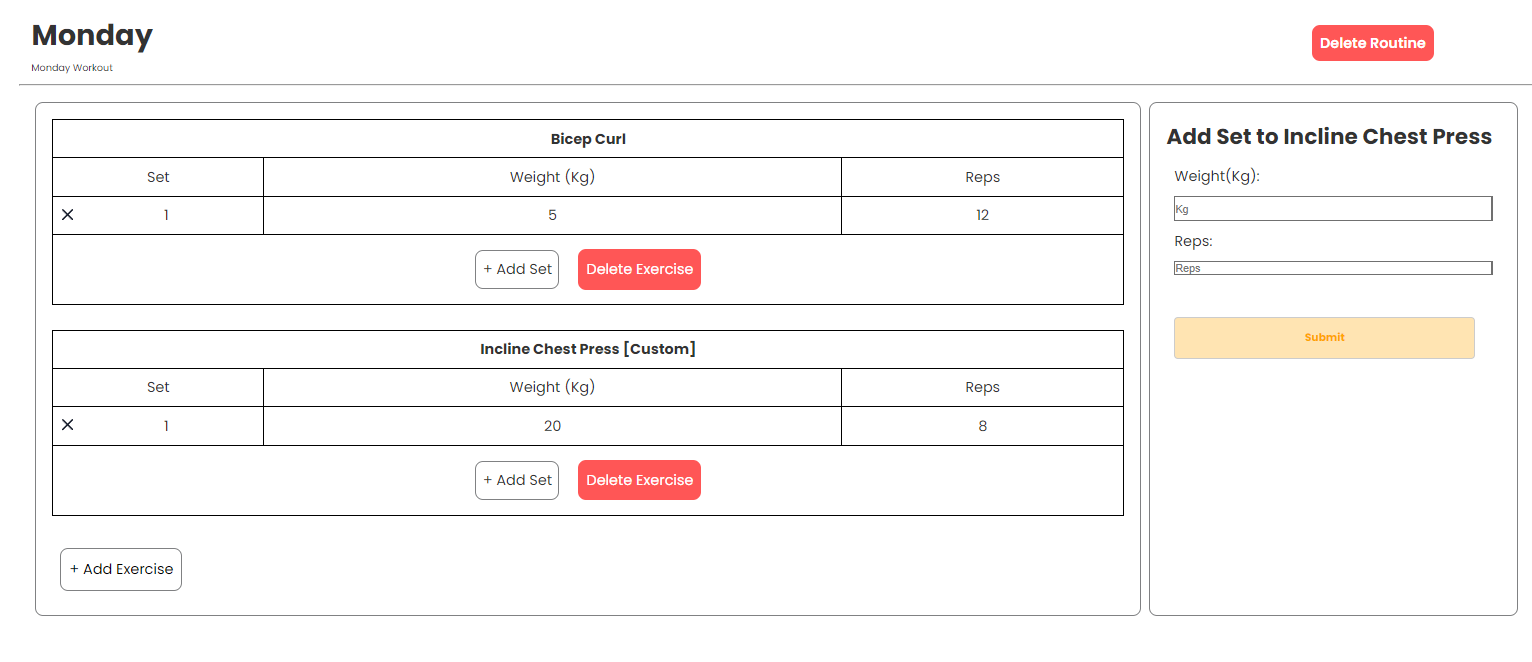 Monday
Delete Routine
Monday Workout
Bicep Curl
Set Weight (Kg) Reps
1 5 12
+ Add Set Delete Exercise
Incline Chest Press [Custom]
Set Weight (Kg) Reps
1 20 8
+ Add Set Delete Exercise
+ Add Exercise
Add Set to Incline Chest Press
Weight(Kg):
Kg
Reps:
Reps
Submit